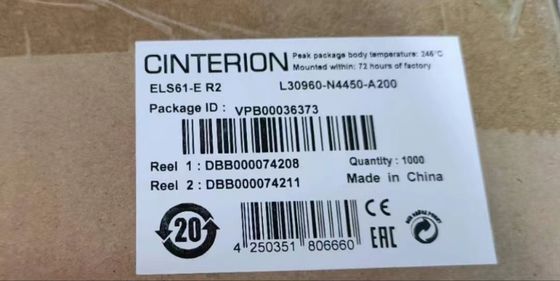 CINTERION Peak package body temperature: 246°C
Mounted within: 72 hours of factory
ELS61-E R2 L30960-N4450-A200
Package ID : VPB00036373
Reel 1 : DBB000074208 Quantity : 1000
Reel 2 : DBB000074211 Made in China
20 CE EAC
4 250351 806660